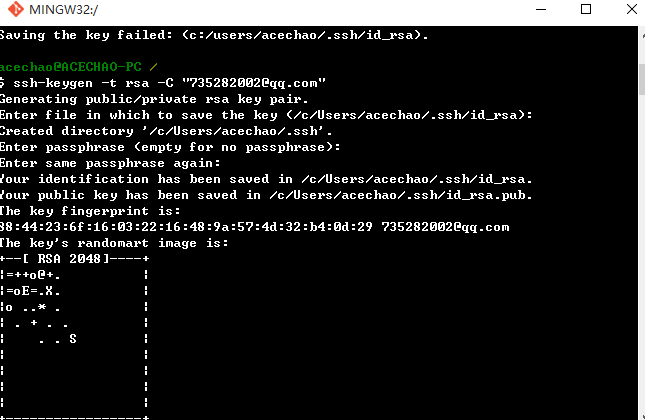 MINGW32:/
Saving the key failed: (c:/users/acechao/.ssh/id_rsa).
acechao@ACECHAO-PC /
$ ssh-keygen -t rsa -C "735282002@qq.com"
Generating public/private rsa key pair.
Enter file in which to save the key (/c/Users/acechao/.ssh/id_rsa):
Created directory '/c/Users/acechao/.ssh'.
Enter passphrase (empty for no passphrase):
Enter same passphrase again:
Your identification has been saved in /c/Users/acechao/.ssh/id_rsa.
Your public key has been saved in /c/Users/acechao/.ssh/id_rsa.pub.
The key fingerprint is:
88:44:23:6f:16:03:22:16:48:9a:57:4d:32:b4:0d:29 735282002@qq.com
The key's randomart image is:
+--[ RSA 2048]----+
|=++o@+.          |
|=oE=.X.          |
|o ..* .          |
| . + . .         |
|    . . S        |
|                 |
|                 |
|                 |
|                 |
+-----------------+